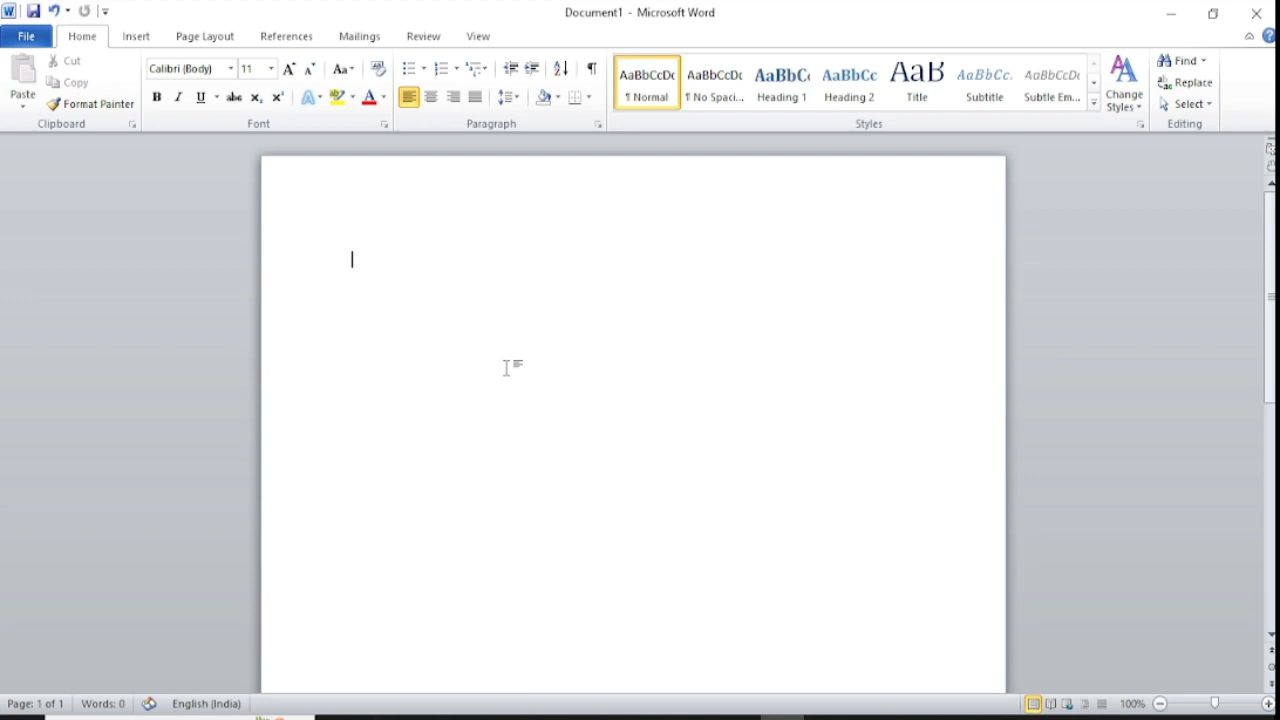 Document1 - Microsoft Word
File Home Insert Page Layout References Mailings Review View
Paste
Cut
Copy
Format Painter
Clipboard
Calibri (Body) 11
Font
Paragraph
AaBbCcDc AaBbCcDc AaBbC AaBbCc AaB AaBbCc. AaBbCcDc
¶ Normal ¶ No Spaci... Heading 1 Heading 2 Title Subtitle Subtle Em...
Styles
Change
Styles
Find
Replace
Select
Editing
Page: 1 of 1 Words: 0 English (India) 100%